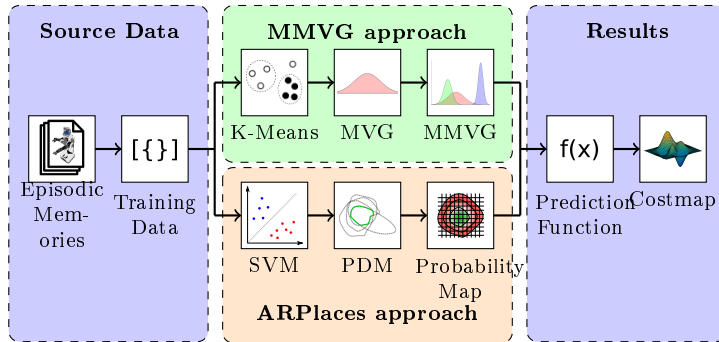 Source Data
Episodic
Mem-
ories
[{}]
Training
Data
MMVG approach
K-Means
MVG
MMVG
SVM
PDM
Probability
Map
ARPlaces approach
Results
f(x)
Prediction
Function
Costmap